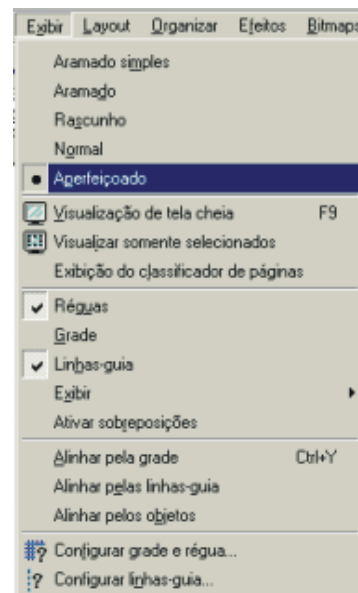 Exibir Layout Organizar Efeitos Bitmaps
Aramado simples
Aramado
Rascunho
Normal
Aperfeiçoado
Visualização de tela cheia F9
Visualizar somente selecionados
Exibição do classificador de páginas
Réguas
Grade
Linhas-guia
Exibir
Ativar sobreposições
Alinhar pela grade Ctrl+Y
Alinhar pelas linhas-guia
Alinhar pelos objetos
Configurar grade e régua...
Configurar linhas-guia...